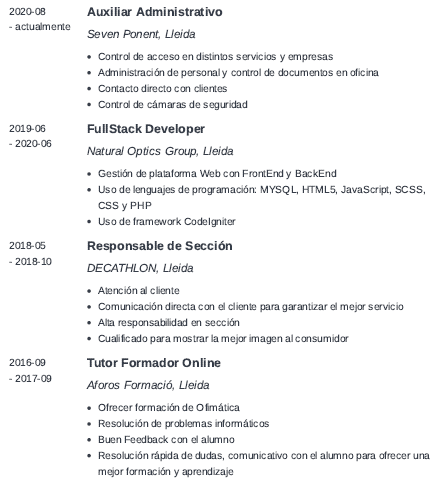 2020-08
- actualmente
Auxiliar Administrativo
Seven Ponent, Lleida
• Control de acceso en distintos servicios y empresas
• Administración de personal y control de documentos en oficina
• Contacto directo con clientes
• Control de cámaras de seguridad
2019-06
- 2020-06
FullStack Developer
Natural Optics Group, Lleida
• Gestión de plataforma Web con FrontEnd y BackEnd
• Uso de lenguajes de programación: MYSQL, HTML5, JavaScript, SCSS,
CSS y PHP
• Uso de framework CodeIgniter
2018-05
- 2018-10
Responsable de Sección
DECATHLON, Lleida
• Atención al cliente
• Comunicación directa con el cliente para garantizar el mejor servicio
• Alta responsabilidad en sección
• Cualificado para mostrar la mejor imagen al consumidor
2016-09
- 2017-09
Tutor Formador Online
Aforos Formació, Lleida
• Ofrecer formación de Ofimática
• Resolución de problemas informáticos
• Buen Feedback con el alumno
• Resolución rápida de dudas, comunicativo con el alumno para ofrecer una
mejor formación y aprendizaje